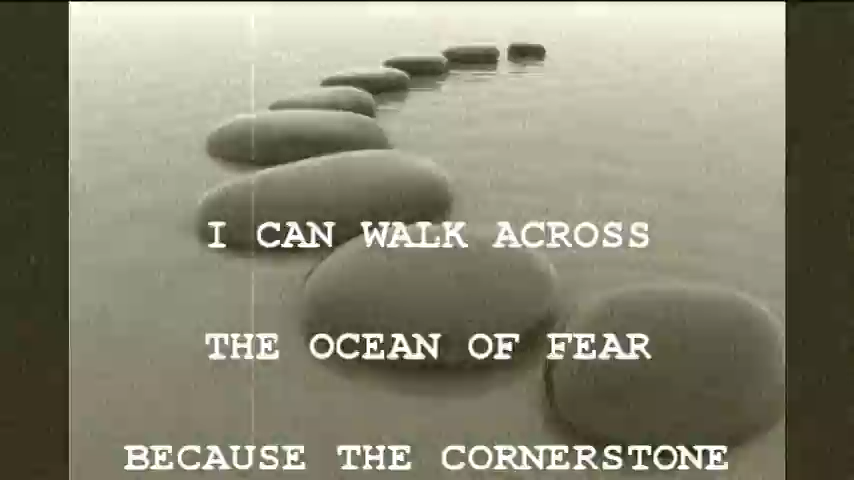 I CAN WALK ACROSS
THE OCEAN OF FEAR
BECAUSE THE CORNERSTONE